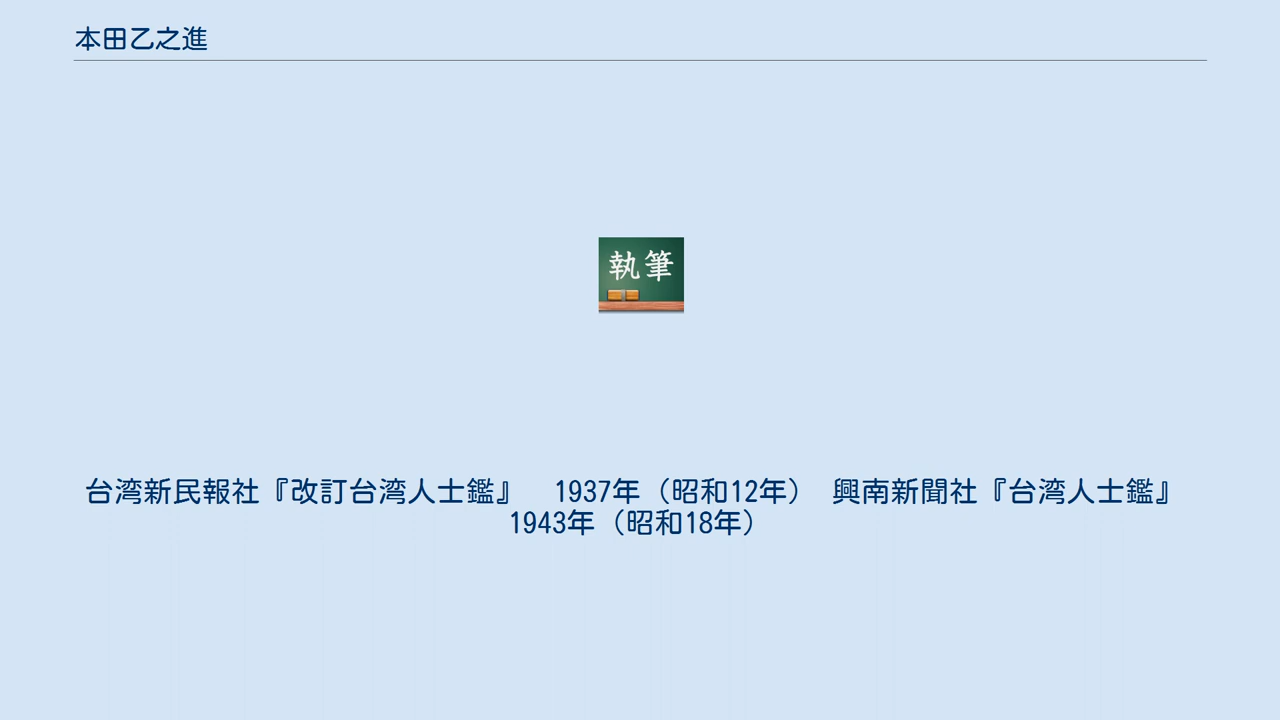 本田乙之進
執筆
台湾新民報社『改訂台湾人士鑑』　1937年（昭和12年）　興南新聞社『台湾人士鑑』
1943年（昭和18年）